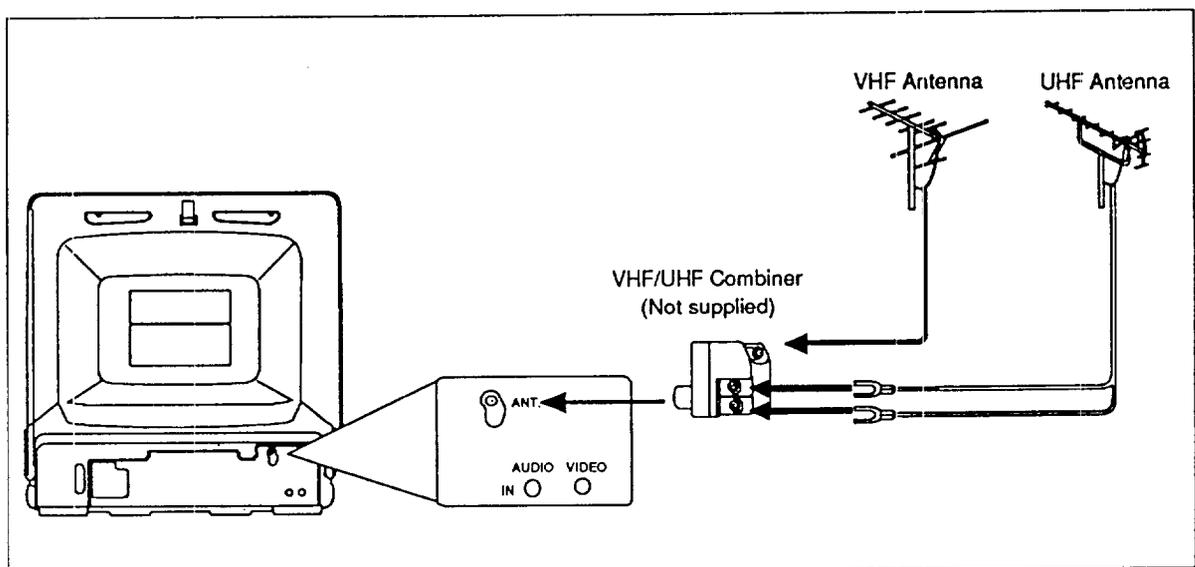 VHF Antenna
UHF Antenna
VHF/UHF Combiner
(Not supplied)
ANT.
AUDIO VIDEO
IN